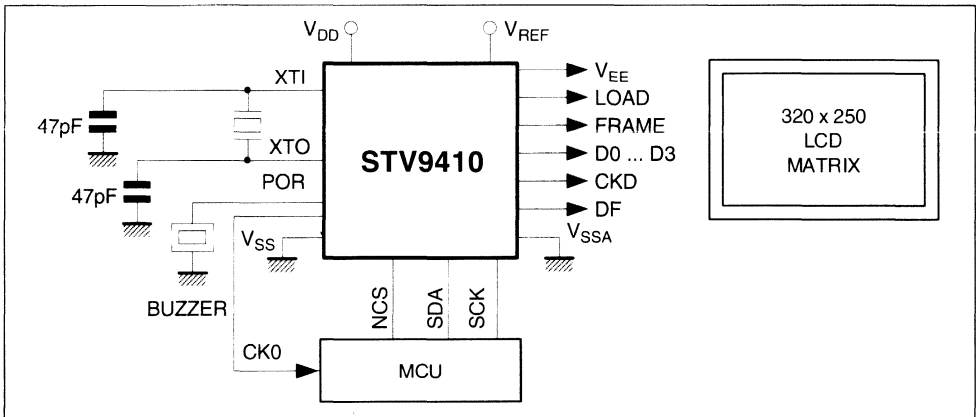 VDD
VREF
XTI
47pF
XTO
POR
47pF
VSS
BUZZER
CK0
STV9410
VEE
LOAD
FRAME
D0 ... D3
CKD
DF
VSSA
NCS
SDA
SCK
MCU
320 x 250
LCD
MATRIX